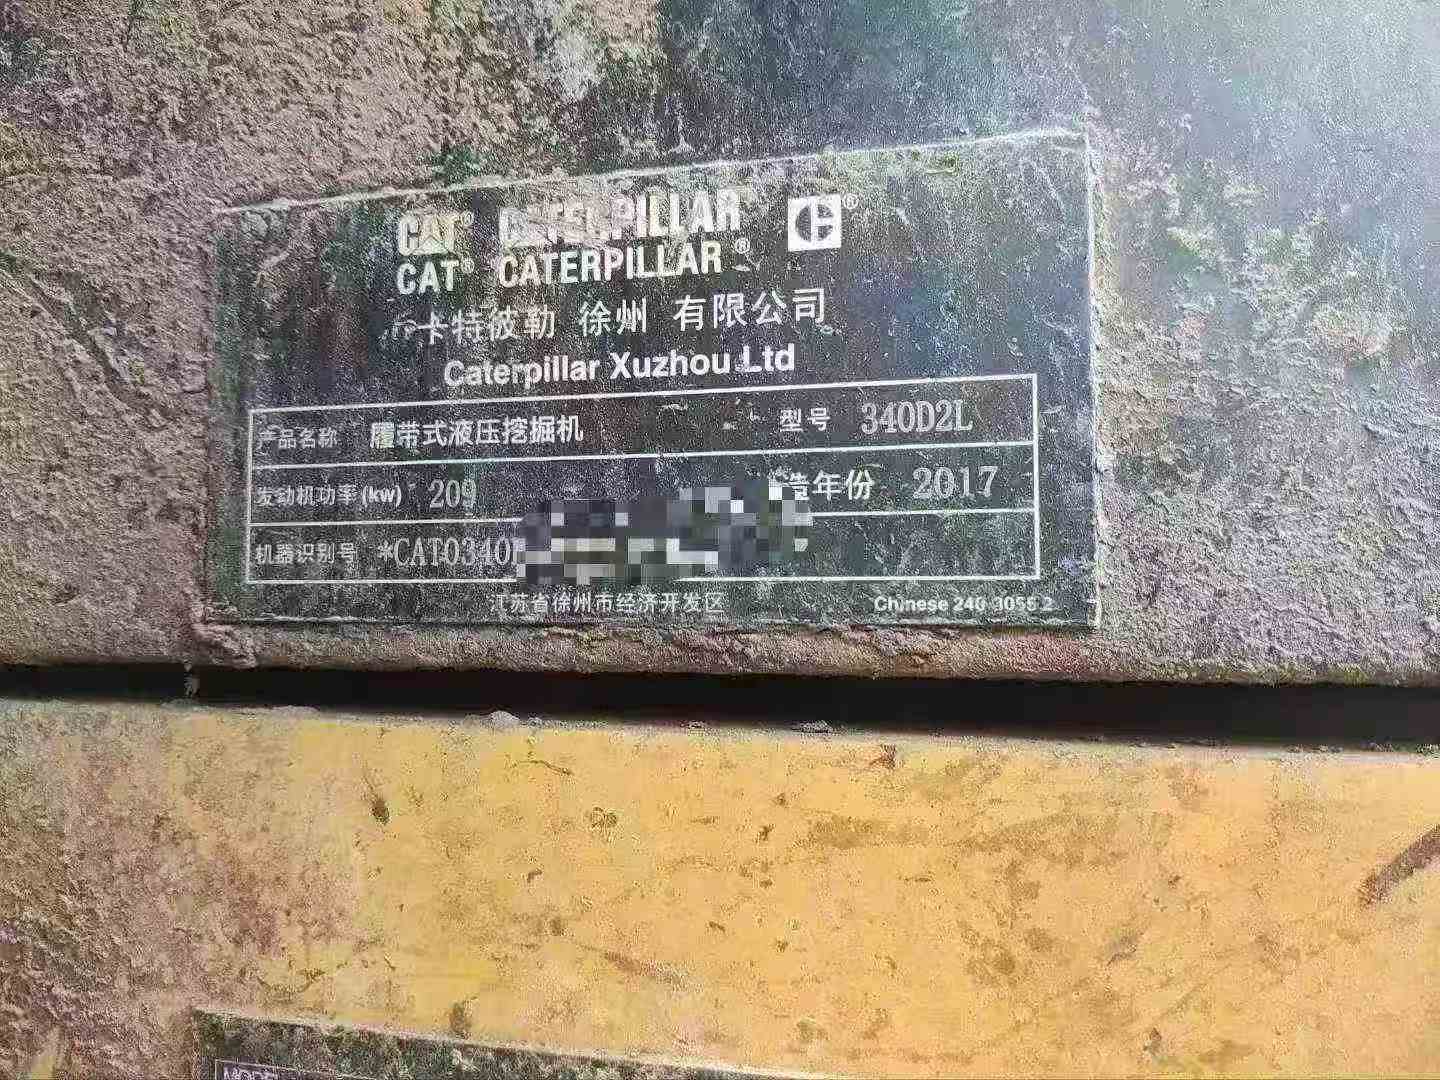 CAT® CATERPILLAR ®
CAT® CATERPILLAR®
卡特彼勒 徐州 有限公司
Caterpillar Xuzhou Ltd
产品名称 履带式液压挖掘机 型号 340D2L
发动机功率(kw) 209 造年份 2017
机器识别号 *CAT0340
江苏省徐州市经济开发区 Chinese 240-3055 2